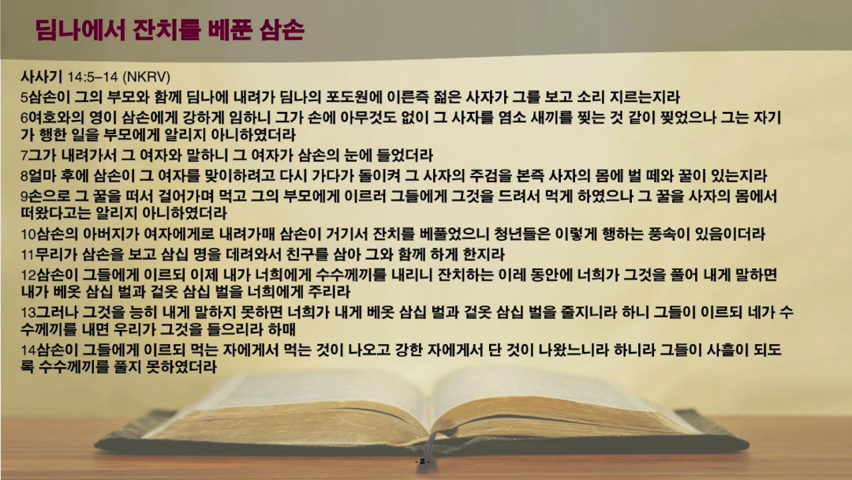 딤나에서 잔치를 베푼 삼손
사사기 14:5–14 (NKRV)
5삼손이 그의 부모와 함께 딤나에 내려가 딤나의 포도원에 이른즉 젊은 사자가 그를 보고 소리 지르는지라
6여호와의 영이 삼손에게 강하게 임하니 그가 손에 아무것도 없이 그 사자를 염소 새끼를 찢는 것 같이 찢었으나 그는 자기
가 행한 일을 부모에게 알리지 아니하였더라
7그가 내려가서 그 여자와 말하니 그 여자가 삼손의 눈에 들었더라
8얼마 후에 삼손이 그 여자를 맞이하려고 다시 가다가 돌이켜 그 사자의 주검을 본즉 사자의 몸에 벌 떼와 꿀이 있는지라
9손으로 그 꿀을 떠서 걸어가며 먹고 그의 부모에게 이르러 그들에게 그것을 드려서 먹게 하였으나 그 꿀을 사자의 몸에서
떠왔다고는 알리지 아니하였더라
10삼손의 아버지가 여자에게로 내려가매 삼손이 거기서 잔치를 베풀었으니 청년들은 이렇게 행하는 풍속이 있음이더라
11무리가 삼손을 보고 삼십 명을 데려와서 친구를 삼아 그와 함께 하게 한지라
12삼손이 그들에게 이르되 이제 내가 너희에게 수수께끼를 내리니 잔치하는 이레 동안에 너희가 그것을 풀어 내게 말하면
내가 베옷 삼십 벌과 겉옷 삼십 벌을 너희에게 주리라
13그러나 그것을 능히 내게 말하지 못하면 너희가 내게 베옷 삼십 벌과 겉옷 삼십 벌을 줄지니라 하니 그들이 이르되 네가 수
수께끼를 내면 우리가 그것을 들으리라 하매
14삼손이 그들에게 이르되 먹는 자에게서 먹는 것이 나오고 강한 자에게서 단 것이 나왔느니라 하니라 그들이 사흘이 되도
록 수수께끼를 풀지 못하였더라
- 2 -